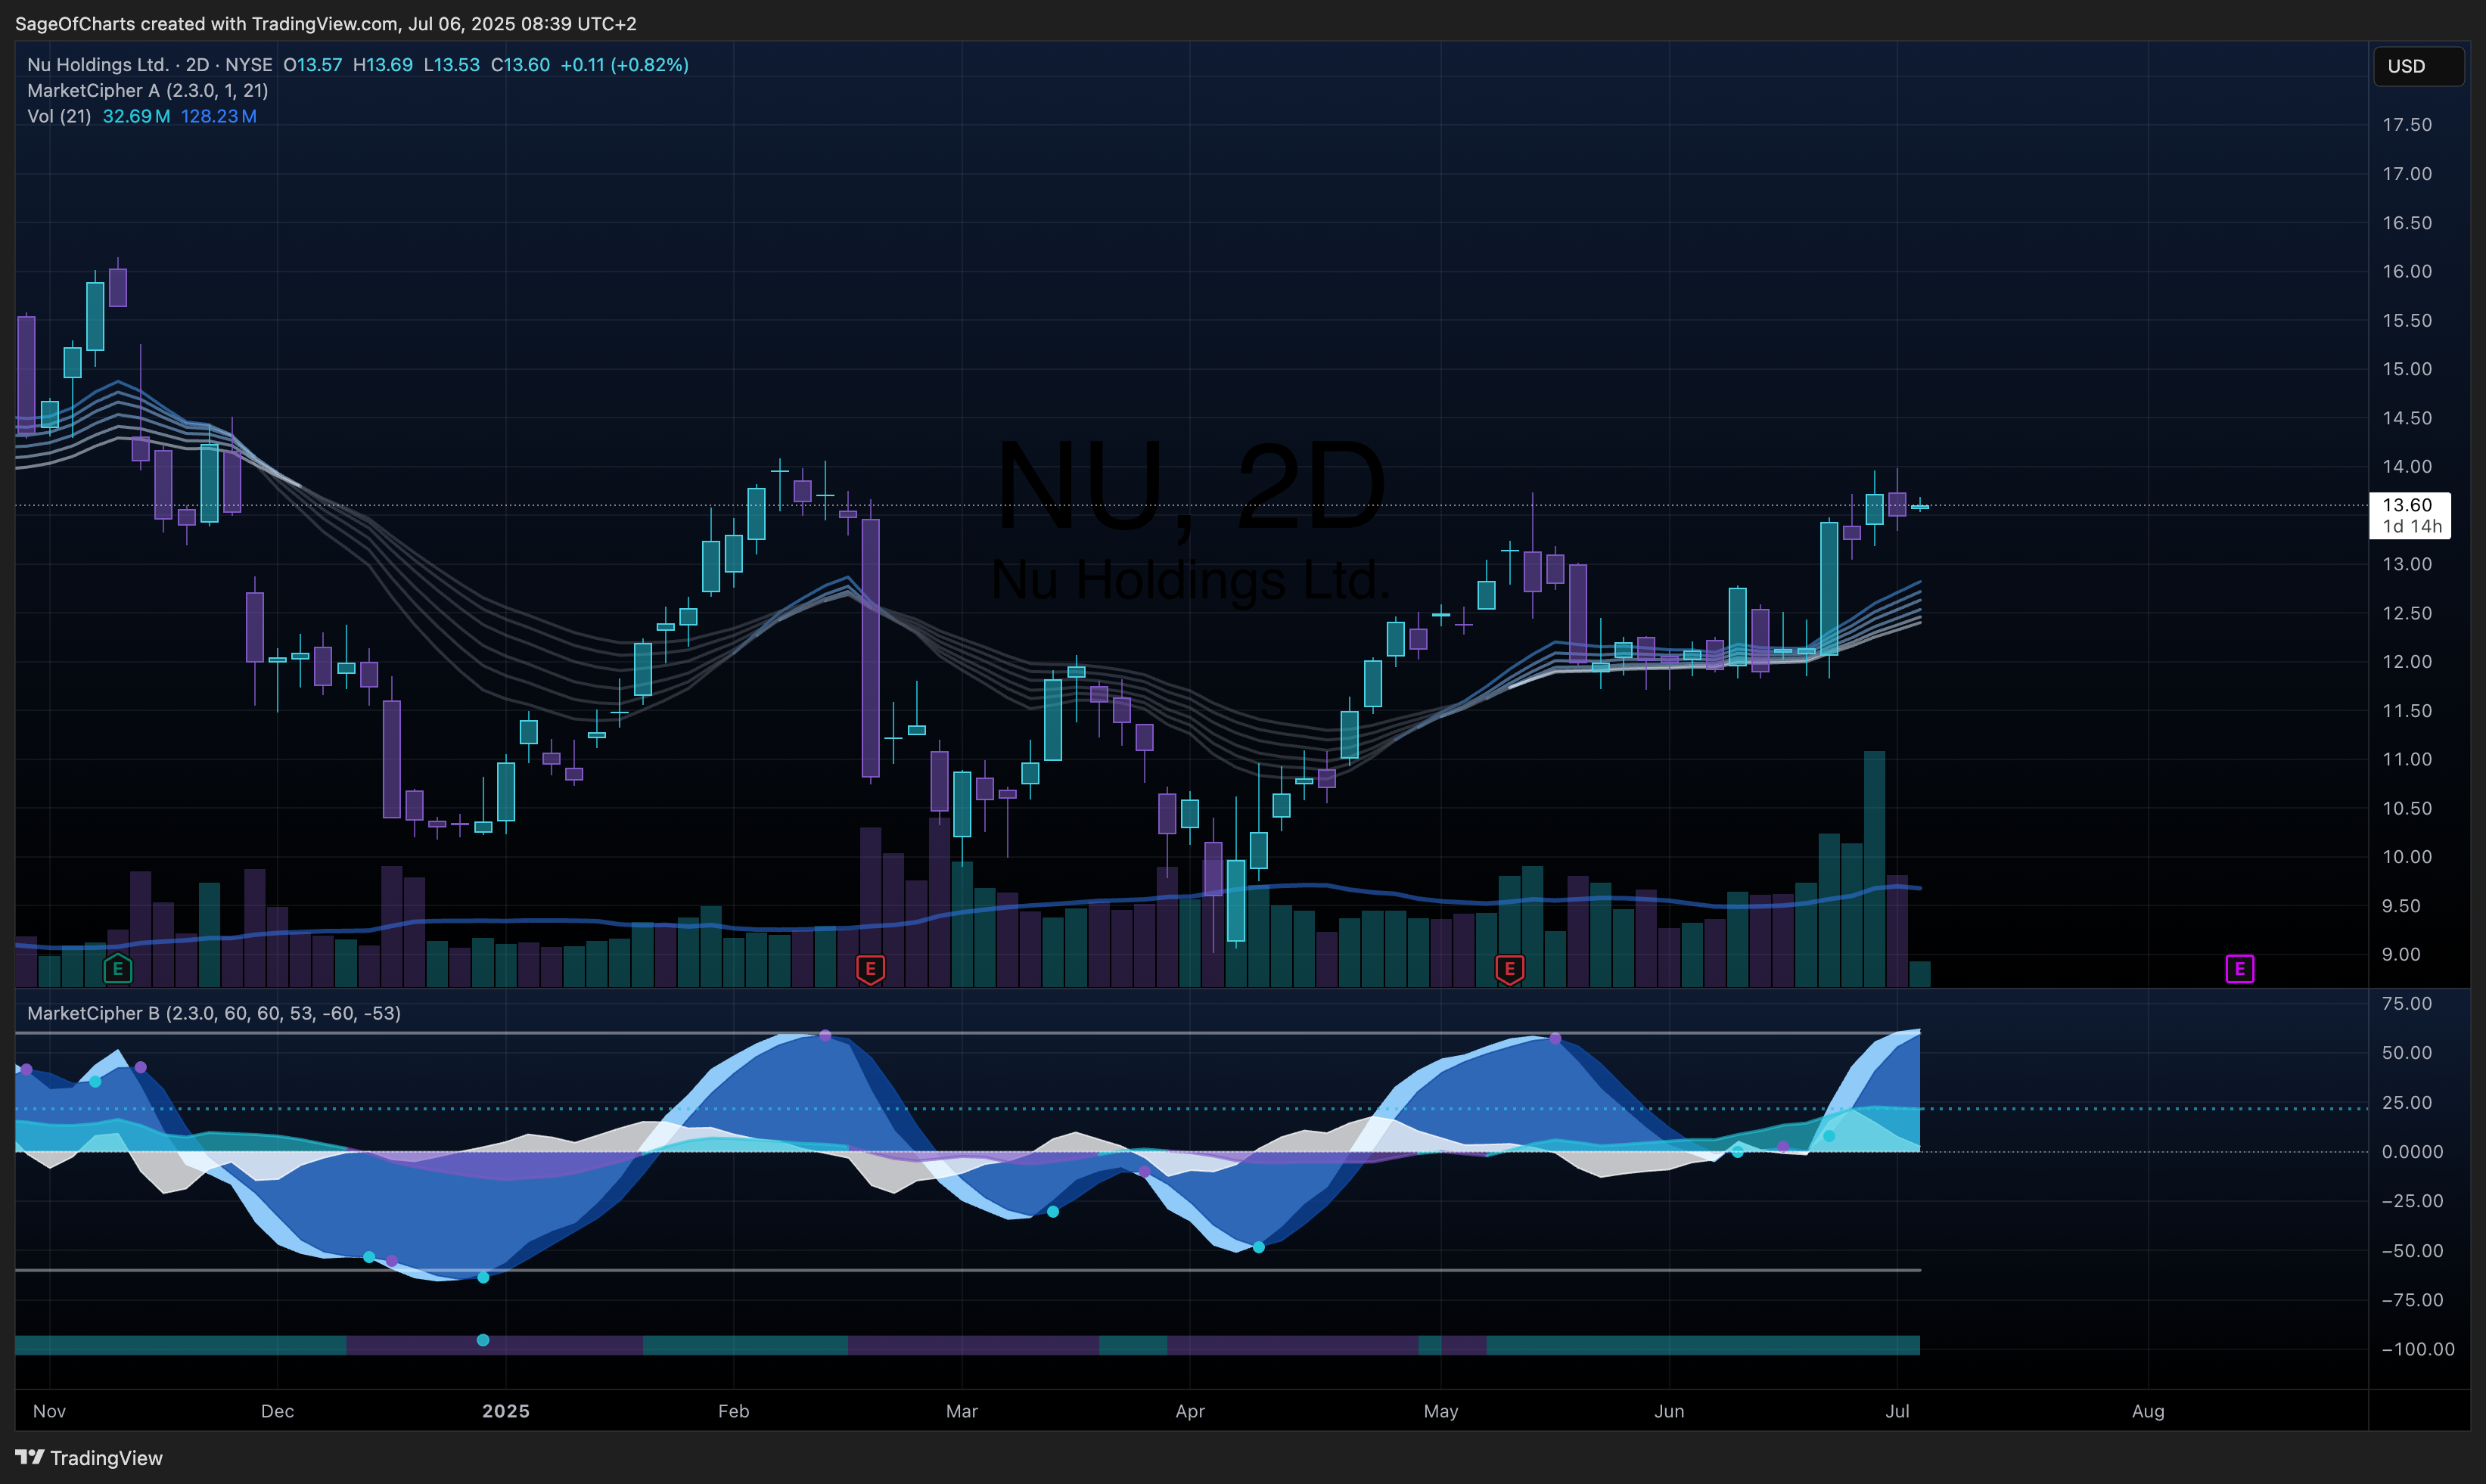 SageOfCharts created with TradingView.com, Jul 06, 2025 08:39 UTC+2
Nu Holdings Ltd. · 2D · NYSE O13.57 H13.69 L13.53 C13.60 +0.11 (+0.82%)
USD
MarketCipher A (2.3.0, 1, 21)
Vol (21) 32.69 M 128.23 M
17.50
17.00
16.50
16.00
15.50
15.00
14.50
14.00
NU, 2D
Nu Holdings Ltd.
13.60
1d 14h
13.00
12.50
12.00
11.50
11.00
10.50
10.00
9.50
9.00
E E E E
MarketCipher B (2.3.0, 60, 60, 53, -60, -53)
75.00
50.00
25.00
0.0000
−25.00
−50.00
−75.00
−100.00
Nov Dec 2025 Feb Mar Apr May Jun Jul Aug
TradingView